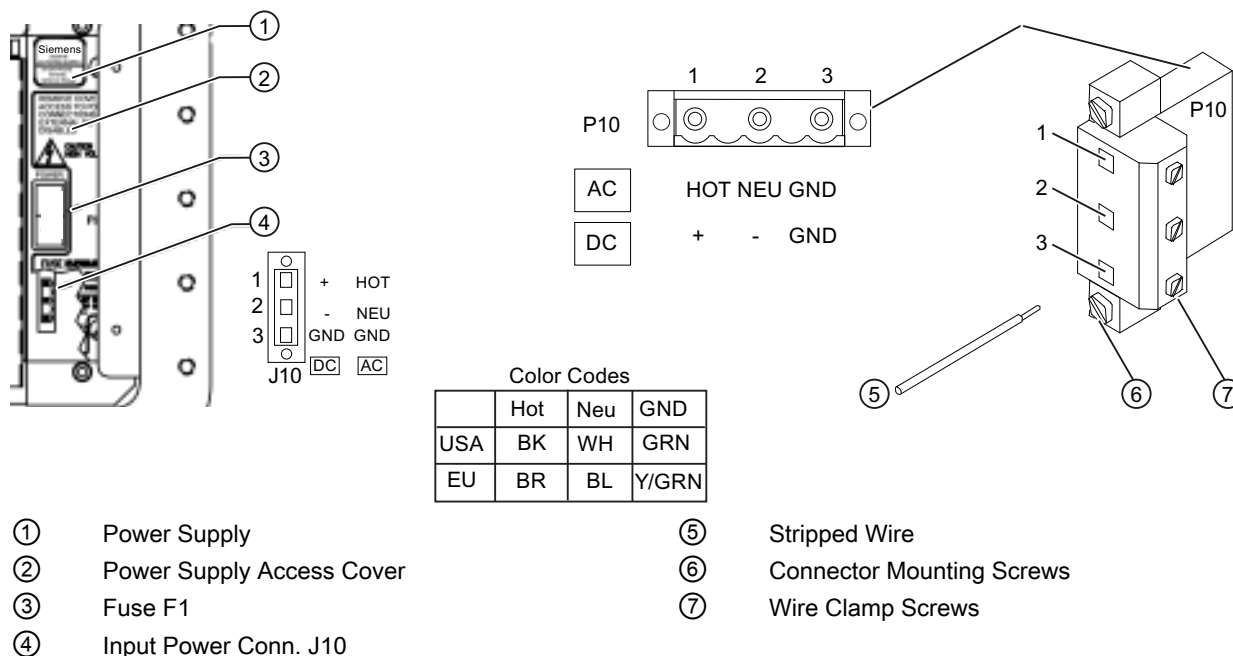 Siemens
①
②
③
④
1 + HOT
2 - NEU
3 GND GND
J10 DC AC
1 2 3
P10
AC HOT NEU GND
DC + - GND
P10
1
2
3
⑤
⑥
⑦
Color Codes
Hot Neu GND
USA BK WH GRN
EU BR BL Y/GRN
① Power Supply
② Power Supply Access Cover
③ Fuse F1
④ Input Power Conn. J10
⑤ Stripped Wire
⑥ Connector Mounting Screws
⑦ Wire Clamp Screws